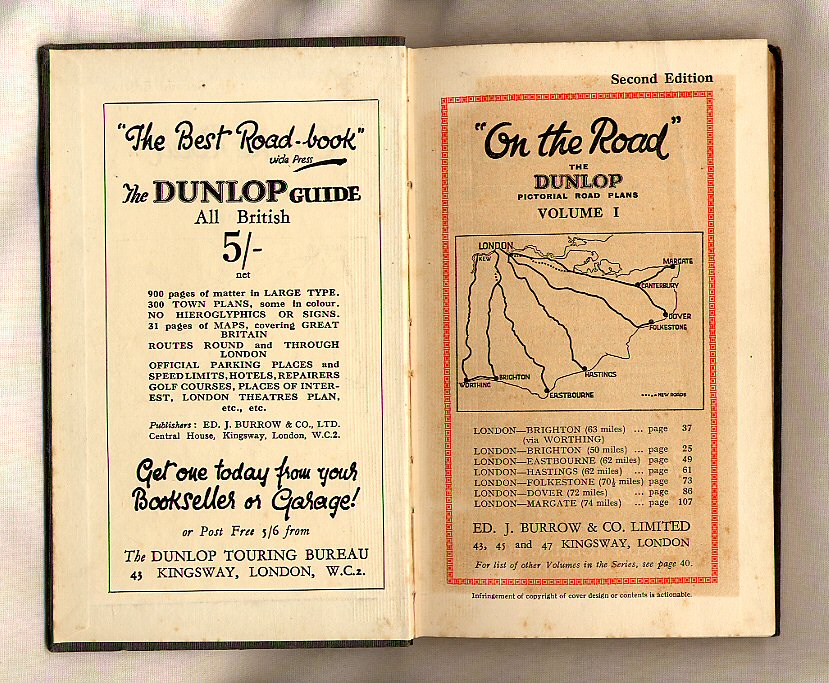 "The Best Road-book"
vide Press
The DUNLOP GUIDE
All British
5/-
net
900 pages of matter in LARGE TYPE.
300 TOWN PLANS, some in colour.
NO HIEROGLYPHICS OR SIGNS.
31 pages of MAPS, covering GREAT
BRITAIN
ROUTES ROUND and THROUGH
LONDON
OFFICIAL PARKING PLACES and
SPEED LIMITS, HOTELS, REPAIRERS
GOLF COURSES, PLACES OF INTER-
EST, LONDON THEATRES PLAN,
etc., etc.
Publishers: ED. J. BURROW & CO., LTD.
Central House, Kingsway, London, W.C.2.
Get one today from your
Bookseller or Garage!
or Post Free 5/6 from
The DUNLOP TOURING BUREAU
43 KINGSWAY, LONDON, W.C.2.
Second Edition
"On the Road"
THE
DUNLOP
PICTORIAL ROAD PLANS
VOLUME I
LONDON
KEW
MARGATE
CANTERBURY
DOVER
FOLKESTONE
HASTINGS
BRIGHTON
WORTHING
EASTBOURNE
NEW ROADS
LONDON—BRIGHTON (63 miles) ... page 37
(via WORTHING)
LONDON—BRIGHTON (50 miles) ... page 25
LONDON—EASTBOURNE (62 miles) page 49
LONDON—HASTINGS (62 miles) ... page 61
LONDON—FOLKESTONE (70½ miles) page 73
LONDON—DOVER (72 miles) ... page 86
LONDON—MARGATE (74 miles) ... page 107
ED. J. BURROW & CO. LIMITED
43, 45 and 47 KINGSWAY, LONDON
For list of other Volumes in the Series, see page 40.
Infringement of copyright of cover design or contents is actionable.